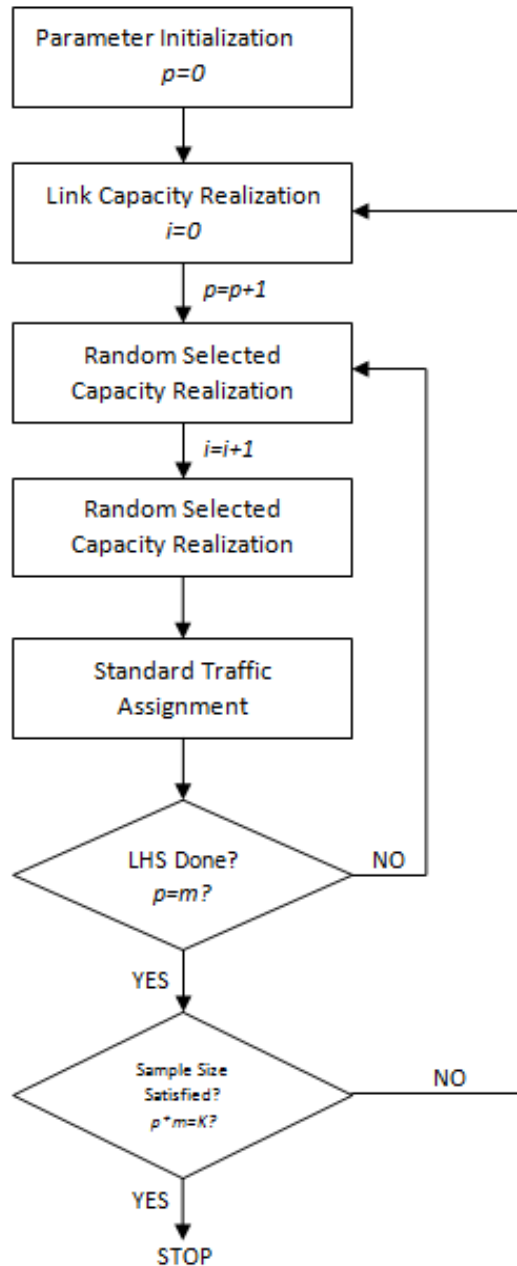 Parameter Initialization
p=0
Link Capacity Realization
i=0
p=p+1
Random Selected
Capacity Realization
i=i+1
Random Selected
Capacity Realization
Standard Traffic
Assignment
LHS Done?
p=m?
NO
YES
Sample Size
Satisfied?
p*m=K?
NO
YES
STOP